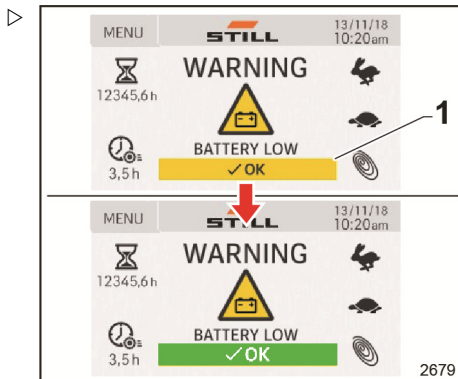 MENU
STILL
13/11/18
10:20am
WARNING
12345,6h
3,5h
BATTERY LOW
✓OK
1
MENU
STILL
13/11/18
10:20am
WARNING
12345,6h
3,5h
BATTERY LOW
✓OK
2679